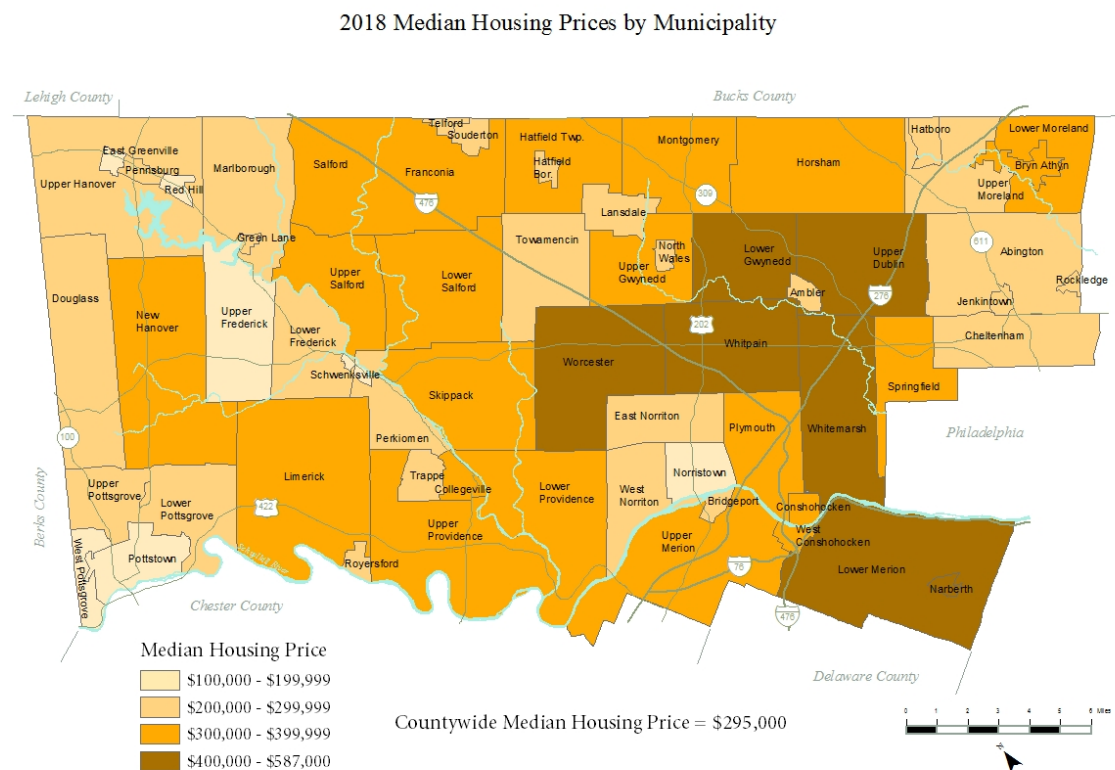 2018 Median Housing Prices by Municipality
Lehigh County
Bucks County
Telford
Souderton
Hatfield Twp.
Hatfield
Bor.
Montgomery
Horsham
Hatboro
Lower Moreland
Bryn Athyn
Upper
Moreland
East Greenville
Pennsburg
Red Hill
Upper Hanover
Marlborough
Salford
Franconia
476
309
Lansdale
Green Lane
Towamencin
North
Wales
Upper
Gwynedd
Lower
Gwynedd
Upper
Dublin
611
Abington
Rockledge
Jenkintown
Cheltenham
Ambler
276
202
Douglass
New
Hanover
Upper
Frederick
Lower
Frederick
Upper
Salford
Lower
Salford
Schwenksville
Worcester
Whitpain
Springfield
Skippack
East Norriton
Plymouth
Whitemarsh
Philadelphia
100
Perkiomen
Berks County
Upper
Pottsgrove
Lower
Pottsgrove
Limerick
422
Trappe
Collegeville
Lower
Providence
West
Norriton
Norristown
Bridgeport
Conshohocken
West
Conshohocken
Upper
Providence
Upper
Merion
West Pottsgrove
Pottstown
Schuylkill River
Royersford
76
Lower Merion
Narberth
476
Chester County
Delaware County
Median Housing Price
$100,000 - $199,999
$200,000 - $299,999
$300,000 - $399,999
$400,000 - $587,000
Countywide Median Housing Price = $295,000
0 1 2 3 4 5 6 Miles
N